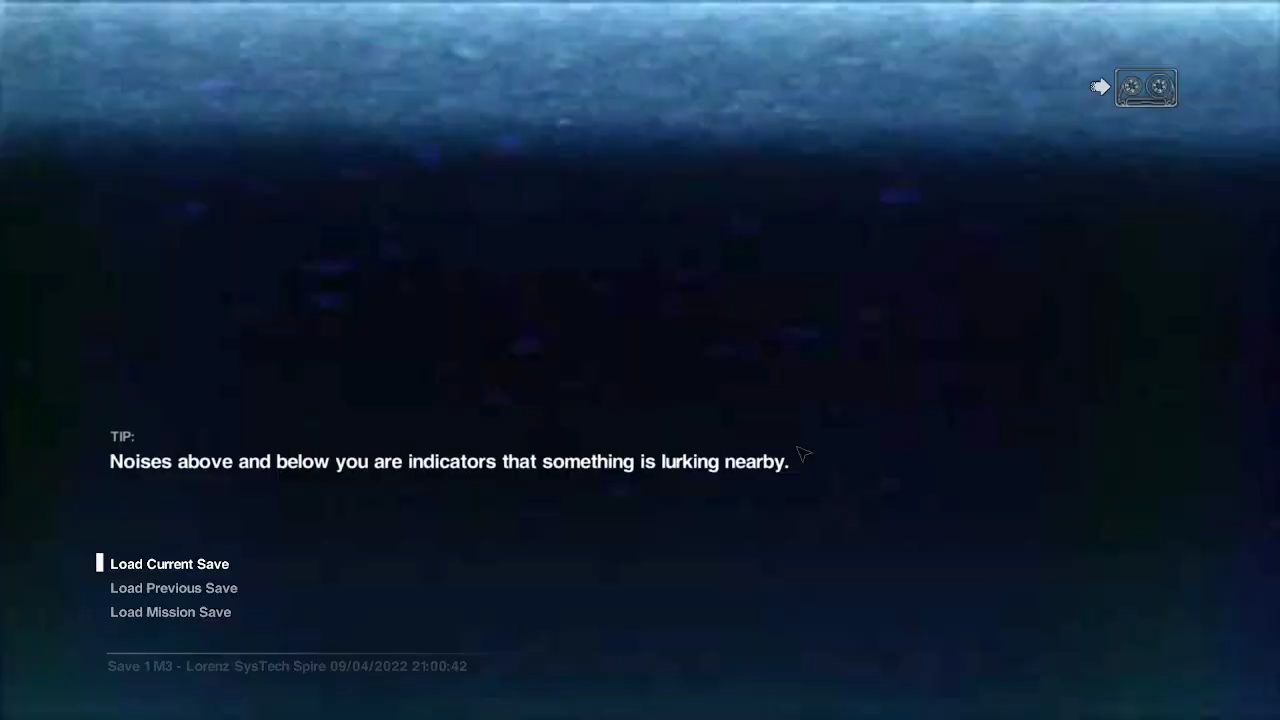 TIP:
Noises above and below you are indicators that something is lurking nearby.
Load Current Save
Load Previous Save
Load Mission Save
Save 1 M3 - Lorenz SysTech Spire 09/04/2022 21:00:42